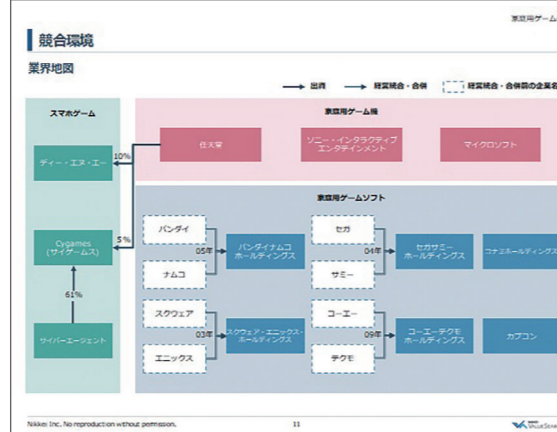 家庭用ゲーム
競合環境
業界地図
出資
経営統合・合併
経営統合・合併前の企業名
スマホゲーム
ディー・エヌ・エー
10%
Cygames
(サイゲームス)
5%
61%
サイバーエージェント
家庭用ゲーム機
任天堂
ソニー・インタラクティブ
エンタテインメント
マイクロソフト
家庭用ゲームソフト
バンダイ
05年
ナムコ
バンダイナムコ
ホールディングス
セガ
04年
サミー
セガサミー
ホールディングス
コナミホールディングス
スクウェア
03年
エニックス
スクウェア・エニックス・
ホールディングス
コーエー
09年
テクモ
コーエーテクモ
ホールディングス
カプコン
Nikkei Inc. No reproduction without permission.
11